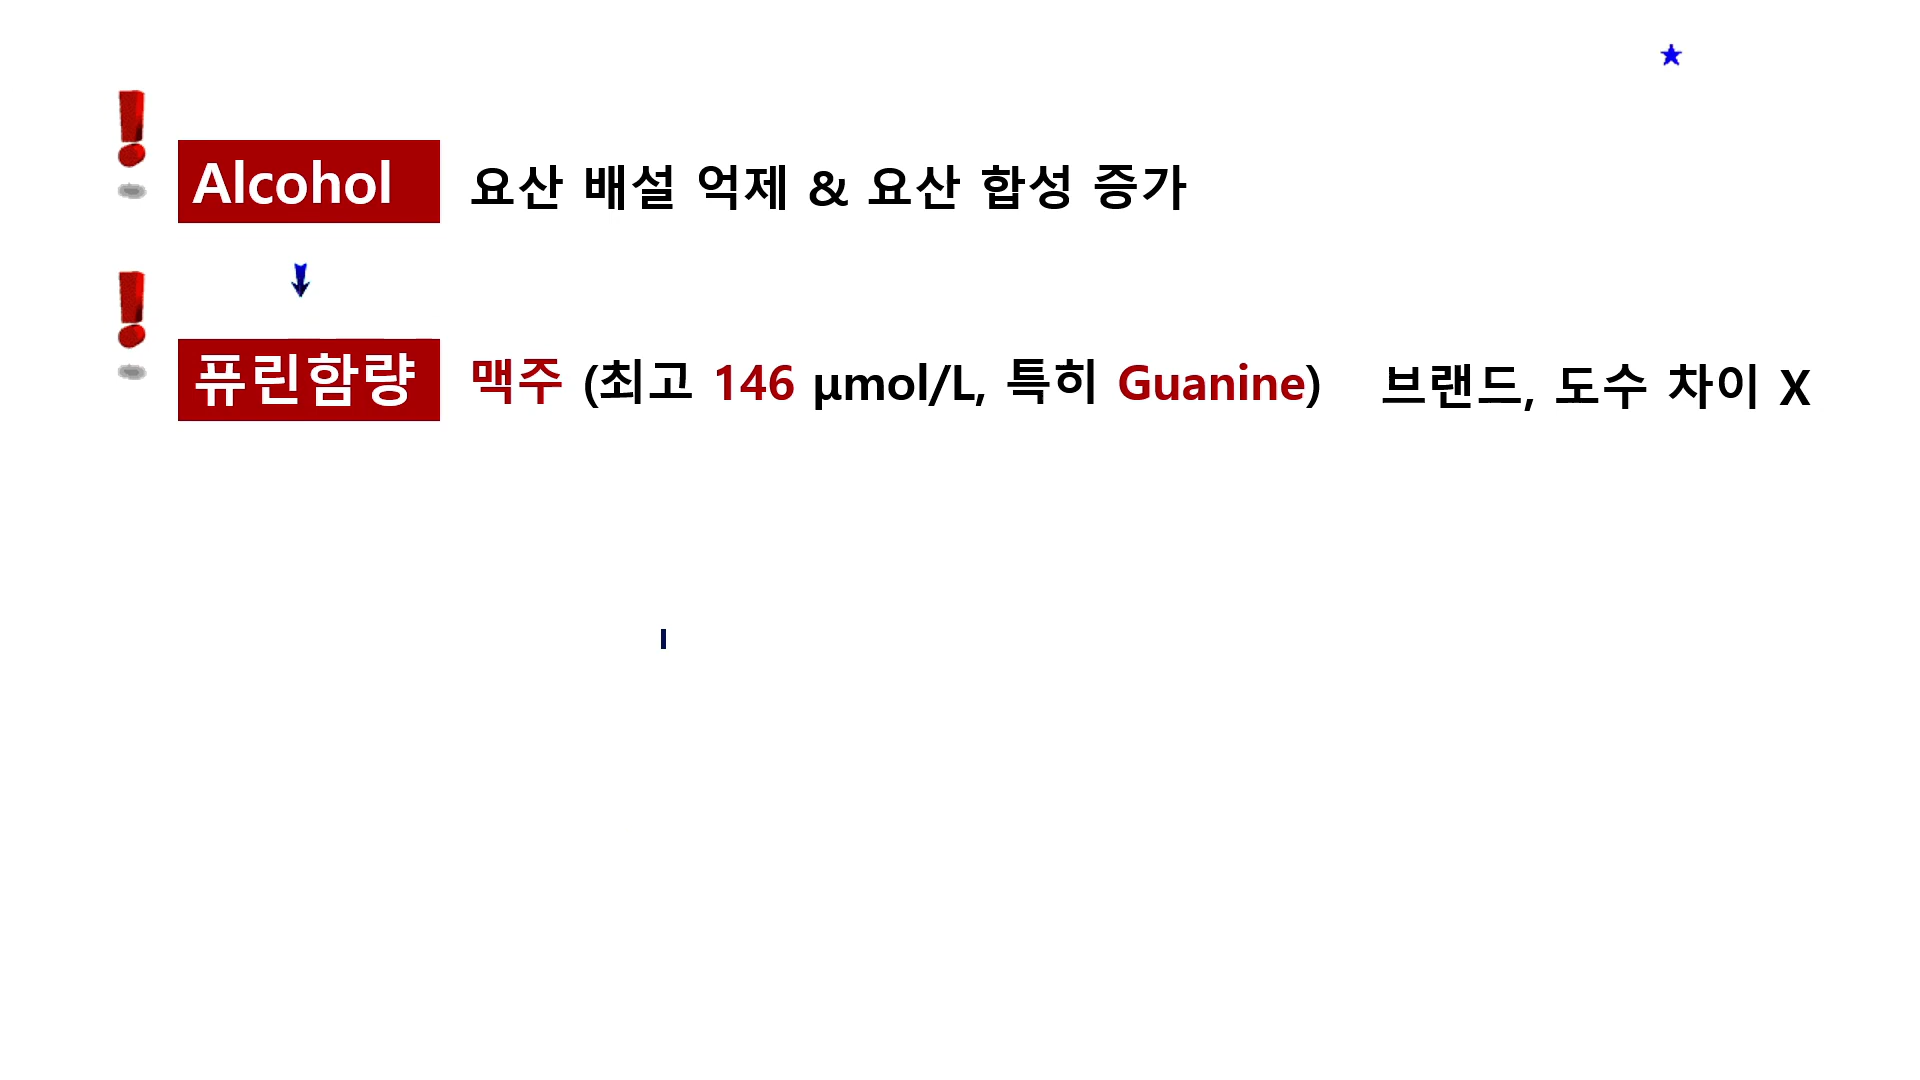 Alcohol 요산 배설 억제 & 요산 합성 증가
퓨린함량 맥주 (최고 146 μmol/L, 특히 Guanine) 브랜드, 도수 차이 X